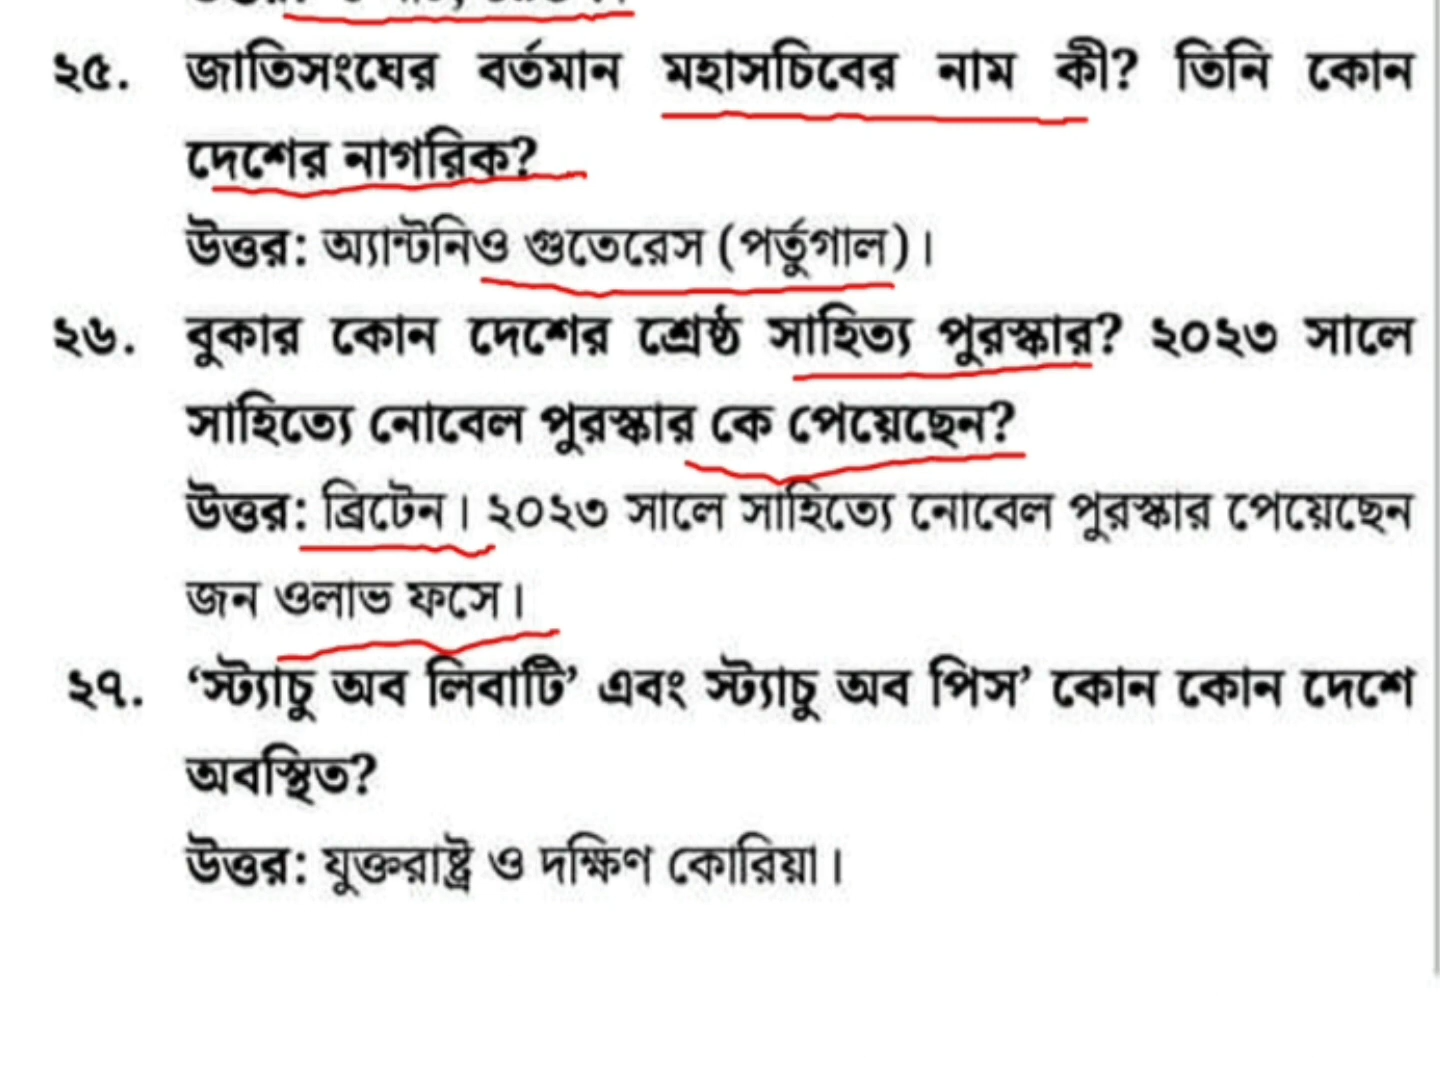 ২৫. জাতিসংঘের বর্তমান মহাসচিবের নাম কী? তিনি কোন
দেশের নাগরিক?
উত্তর: অ্যান্টনিও গুতেরেস (পর্তুগাল)।
২৬. বুকার কোন দেশের শ্রেষ্ঠ সাহিত্য পুরস্কার? ২০২৩ সালে
সাহিত্যে নোবেল পুরস্কার কে পেয়েছেন?
উত্তর: ব্রিটেন। ২০২৩ সালে সাহিত্যে নোবেল পুরস্কার পেয়েছেন
জন ওলাভ ফসে।
২৭. ‘স্ট্যাচু অব লিবার্টি’ এবং স্ট্যাচু অব পিস’ কোন কোন দেশে
অবস্থিত?
উত্তর: যুক্তরাষ্ট্র ও দক্ষিণ কোরিয়া।